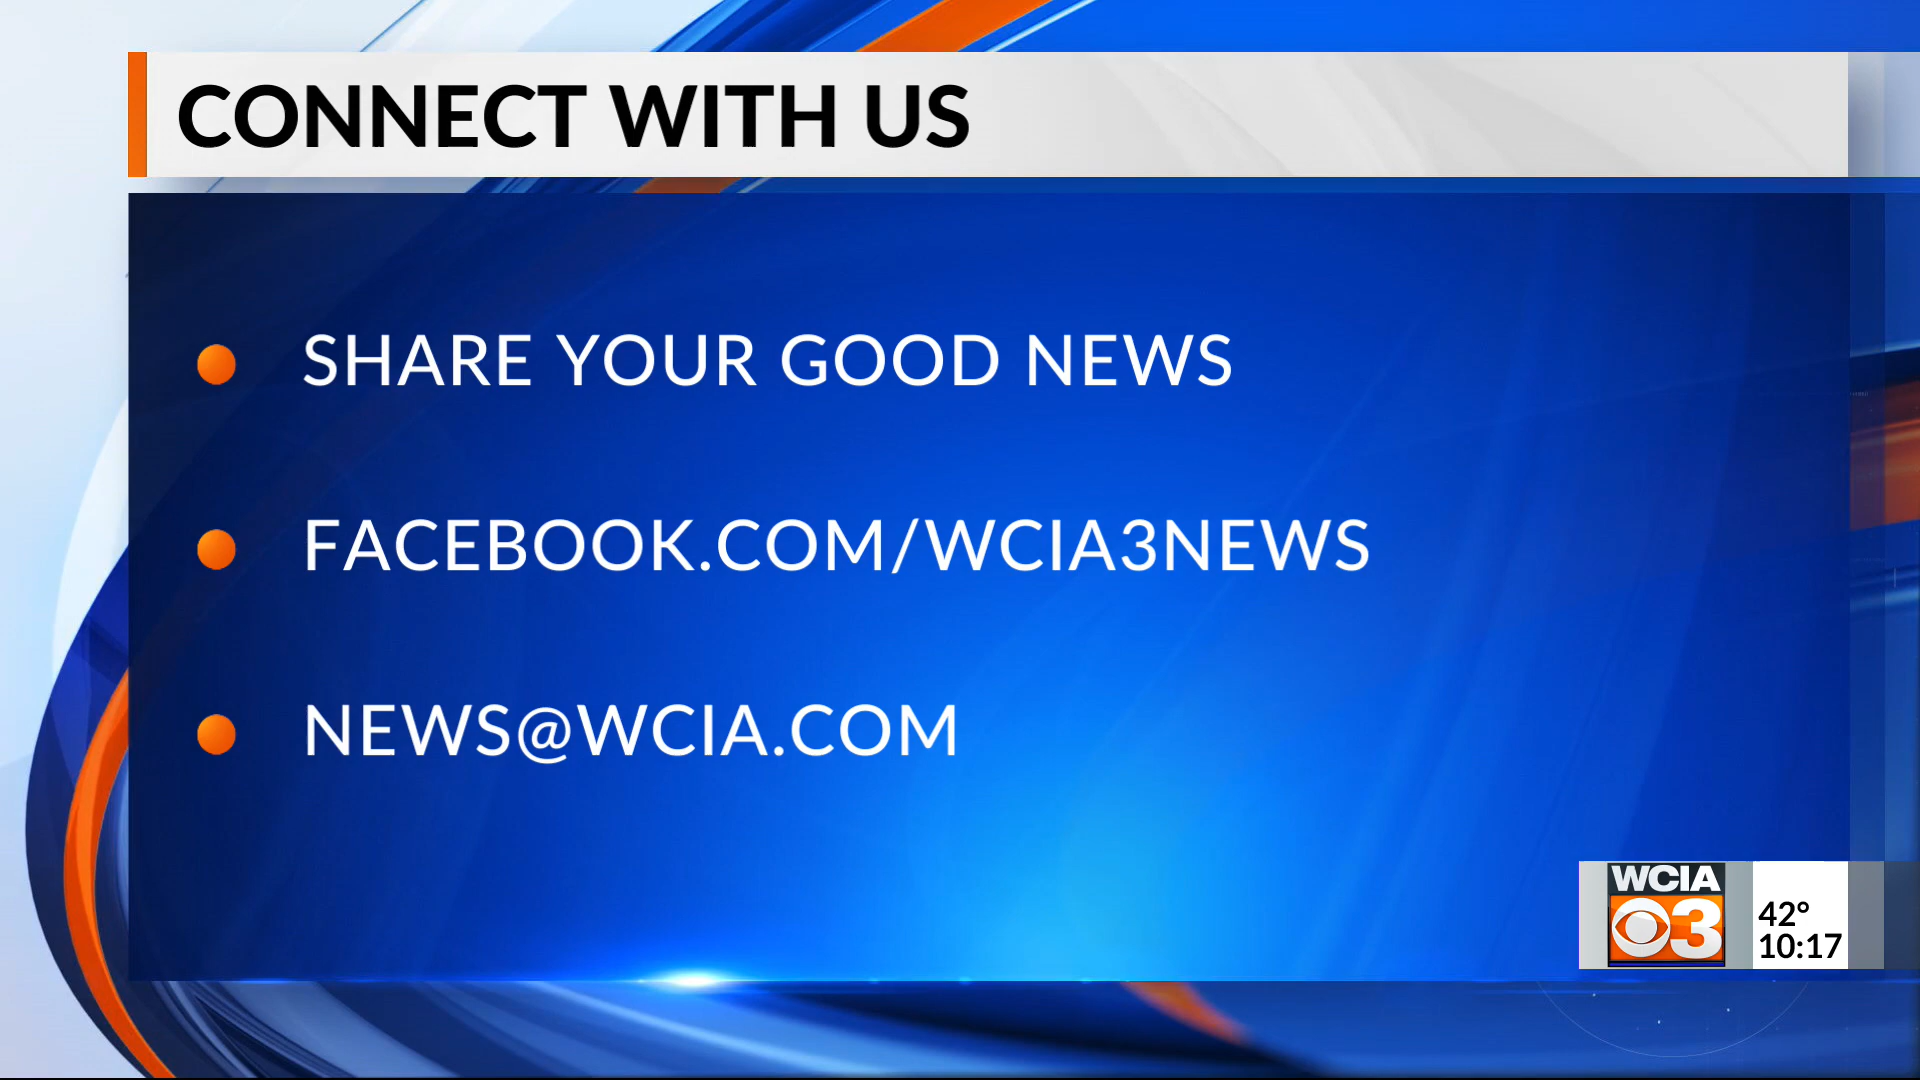 CONNECT WITH US
SHARE YOUR GOOD NEWS
FACEBOOK.COM/WCIA3NEWS
NEWS@WCIA.COM
WCIA
3
42°
10:17